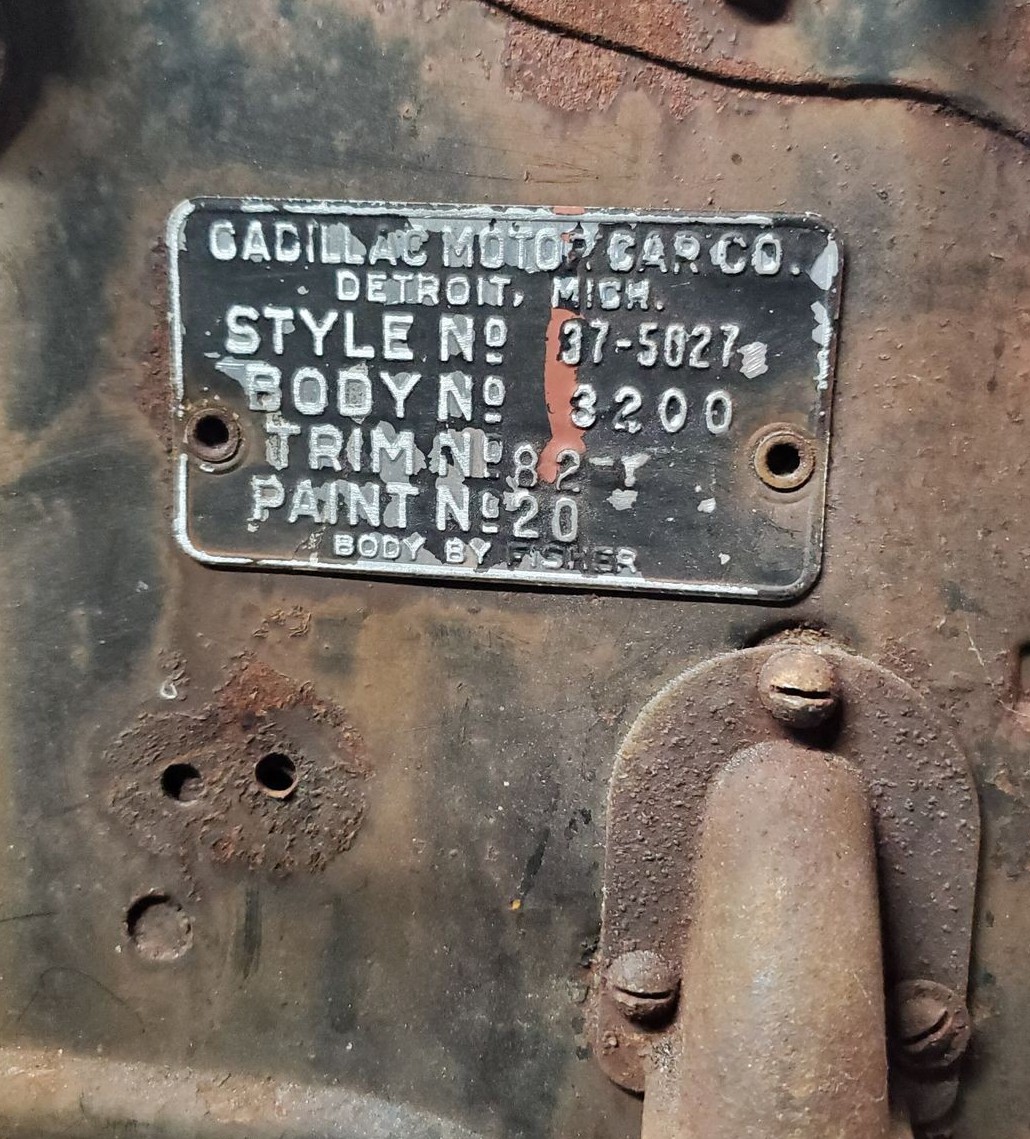 CADILLAC MOTOR CAR CO.
DETROIT, MICH.
STYLE Nº 37-5027
BODY Nº 3200
TRIM Nº 82-T
PAINT Nº 20
BODY BY FISHER